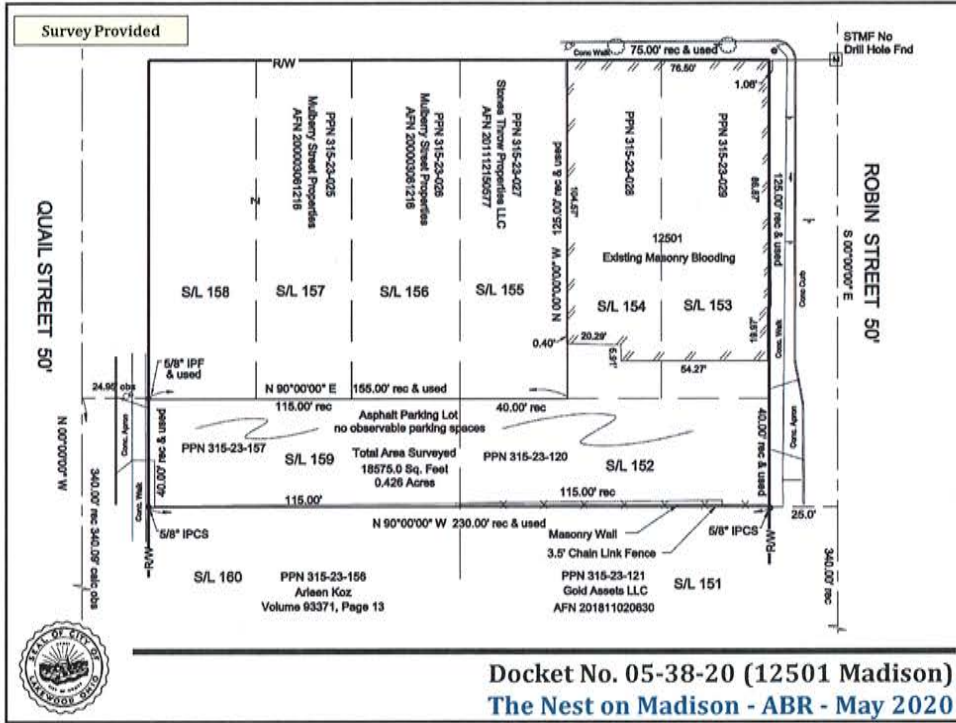 Survey Provided
STMF No
Drill Hole Fnd
Conc Walk
75.00' rec & used
76.50'
R/W
1.06'
PPN 315-23-025
Mulberry Street Properties
AFN 200003061216
PPN 315-23-026
Mulberry Street Properties
AFN 200003061216
PPN 315-23-027
Stones Throw Properties LLC
AFN 201112150577
N 00°00'00" W 125.00' rec & used
104.57'
PPN 315-23-028
PPN 315-23-029
125.00' rec & used
ROBIN STREET 50'
S 00°00'00" E
QUAIL STREET 50'
N 00°00'00" W
12501
Existing Masonry Blooding
S/L 158
S/L 157
S/L 156
S/L 155
S/L 154
S/L 153
Conc Curb
Conc. Walk
0.40'
20.29'
5.91'
54.27'
5/8" IPF
& used
24.95' obs
N 90°00'00" E 155.00' rec & used
115.00' rec
40.00' rec
Asphalt Parking Lot
no observable parking spaces
Conc. Apron
Conc. Apron
40.00' rec & used
40.00' rec & used
PPN 315-23-157
S/L 159
Total Area Surveyed
18575.0 Sq. Feet
0.426 Acres
PPN 315-23-120
S/L 152
115.00'
115.00' rec
Conc. Walk
5/8" IPCS
N 90°00'00" W 230.00' rec & used
Masonry Wall
3.5' Chain Link Fence
5/8" IPCS
25.0'
R/W
R/W
340.00' rec 340.09' calc obs
340.00' rec
S/L 160
PPN 315-23-156
Arleen Koz
Volume 93371, Page 13
PPN 315-23-121
Gold Assets LLC
AFN 201811020630
S/L 151
SEAL OF CITY OF LAKEWOOD OHIO
Docket No. 05-38-20 (12501 Madison)
The Nest on Madison - ABR - May 2020